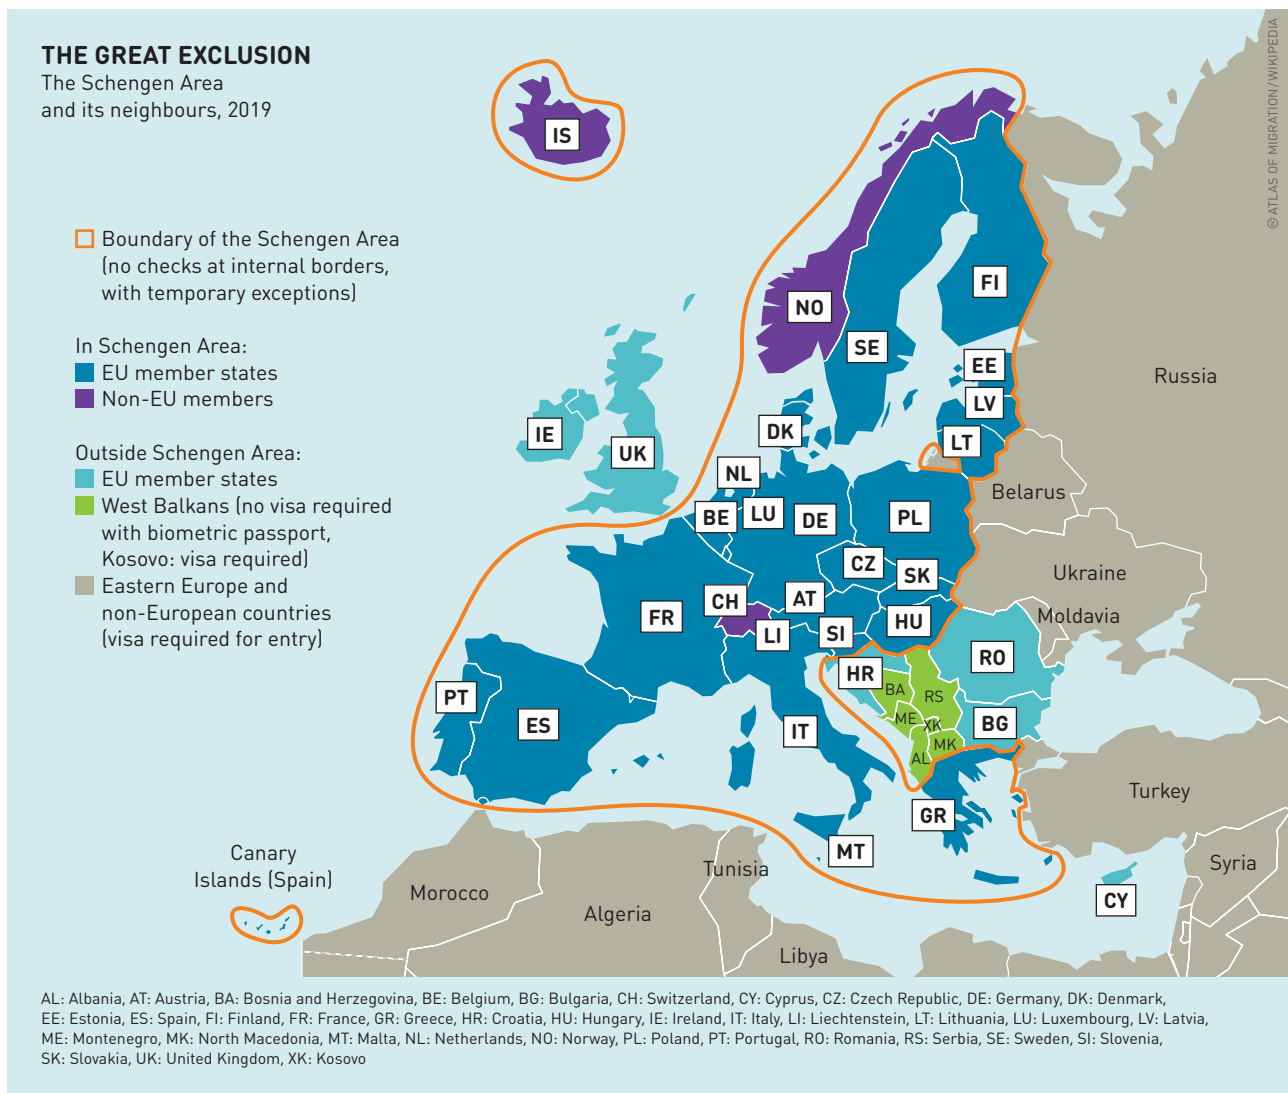 THE GREAT EXCLUSION
The Schengen Area
and its neighbours, 2019
Boundary of the Schengen Area
(no checks at internal borders,
with temporary exceptions)
In Schengen Area:
EU member states
Non-EU members
Outside Schengen Area:
EU member states
West Balkans (no visa required
with biometric passport,
Kosovo: visa required)
Eastern Europe and
non-European countries
(visa required for entry)
© ATLAS OF MIGRATION/WIKIPEDIA
IS
NO
FI
SE
EE
LV
LT
DK
IE
UK
NL
BE
LU
DE
PL
CZ
SK
CH
AT
FR
LI
SI
HU
HR
RO
BA
RS
ME
XK
BG
MK
AL
PT
ES
IT
GR
MT
CY
Russia
Belarus
Ukraine
Moldavia
Turkey
Syria
Canary
Islands (Spain)
Morocco
Algeria
Tunisia
Libya
AL: Albania, AT: Austria, BA: Bosnia and Herzegovina, BE: Belgium, BG: Bulgaria, CH: Switzerland, CY: Cyprus, CZ: Czech Republic, DE: Germany, DK: Denmark,
EE: Estonia, ES: Spain, FI: Finland, FR: France, GR: Greece, HR: Croatia, HU: Hungary, IE: Ireland, IT: Italy, LI: Liechtenstein, LT: Lithuania, LU: Luxembourg, LV: Latvia,
ME: Montenegro, MK: North Macedonia, MT: Malta, NL: Netherlands, NO: Norway, PL: Poland, PT: Portugal, RO: Romania, RS: Serbia, SE: Sweden, SI: Slovenia,
SK: Slovakia, UK: United Kingdom, XK: Kosovo